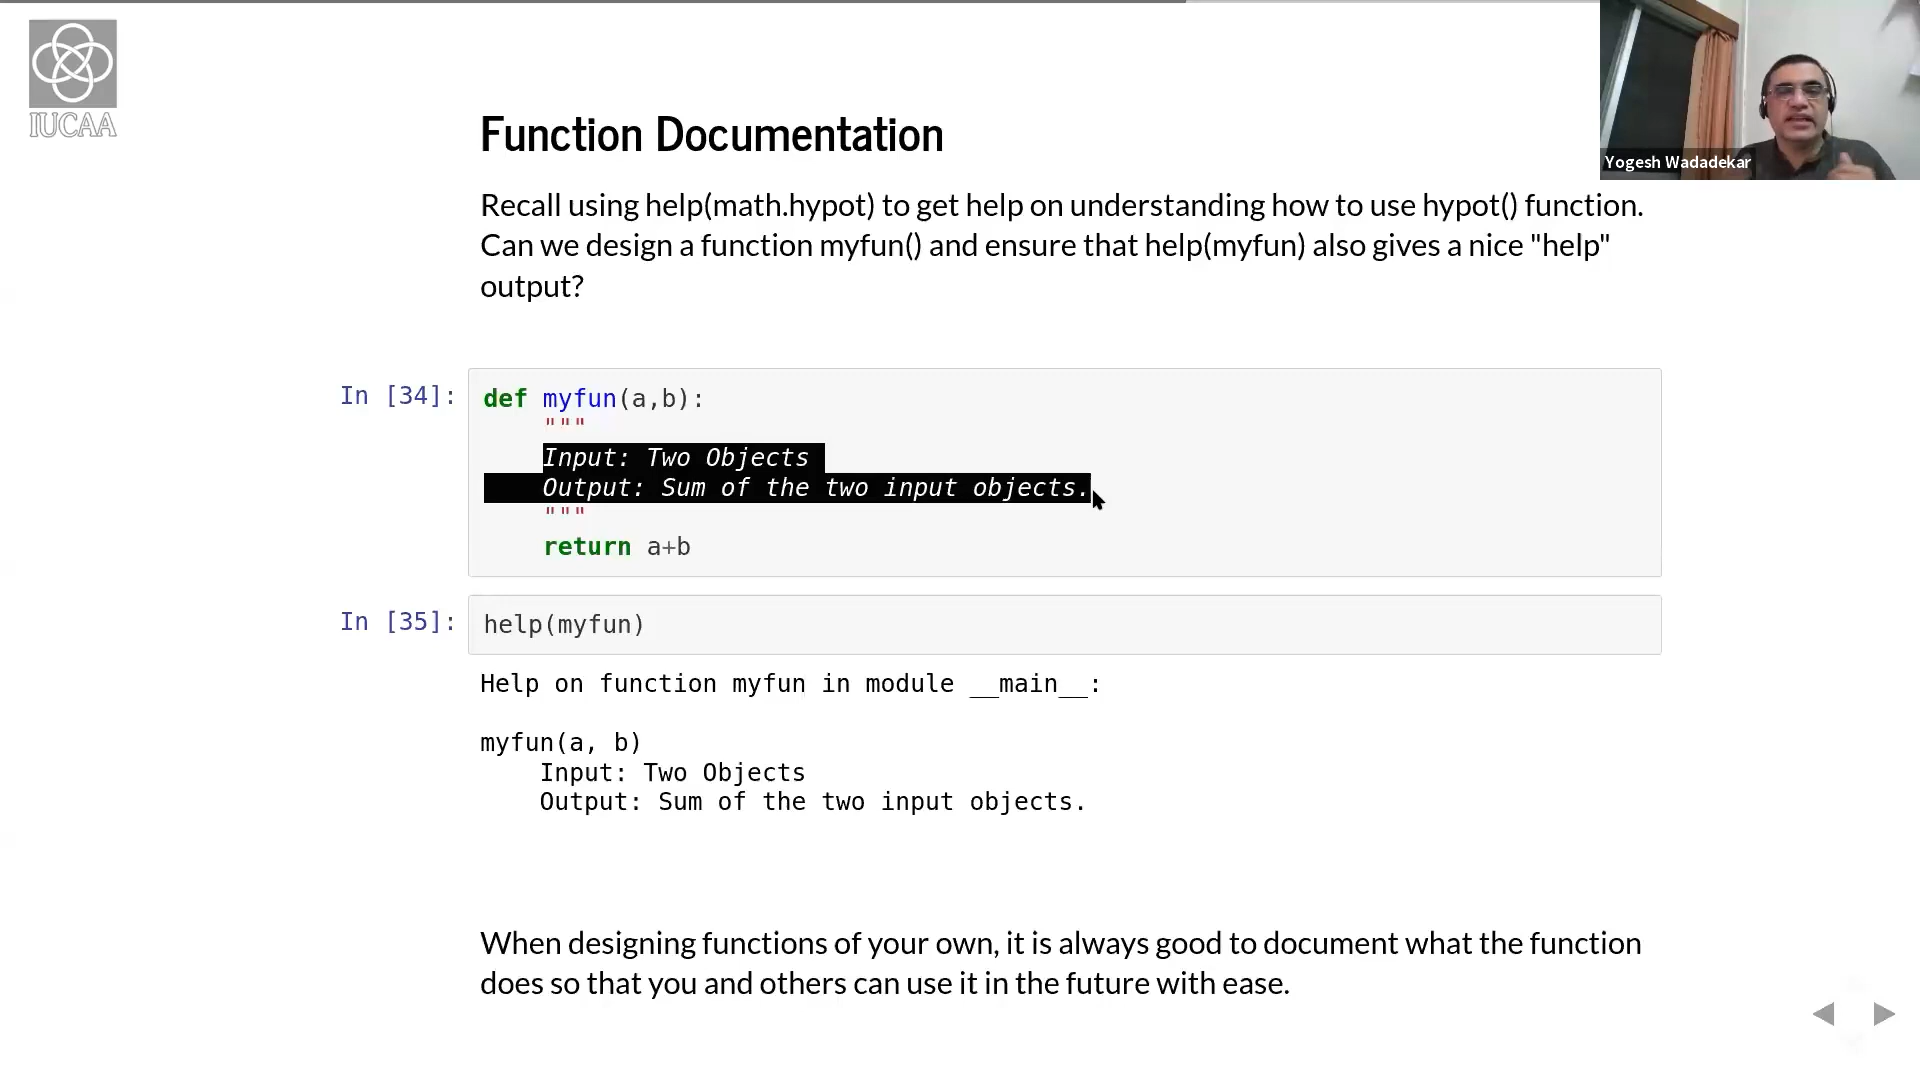 IUCAA
Yogesh Wadadekar
Function Documentation
Recall using help(math.hypot) to get help on understanding how to use hypot() function.
Can we design a function myfun() and ensure that help(myfun) also gives a nice "help"
output?
In [34]:
def myfun(a,b):
    """
    Input: Two Objects
    Output: Sum of the two input objects.
    """
    return a+b
In [35]:
help(myfun)
Help on function myfun in module __main__:
myfun(a, b)
    Input: Two Objects
    Output: Sum of the two input objects.
When designing functions of your own, it is always good to document what the function
does so that you and others can use it in the future with ease.